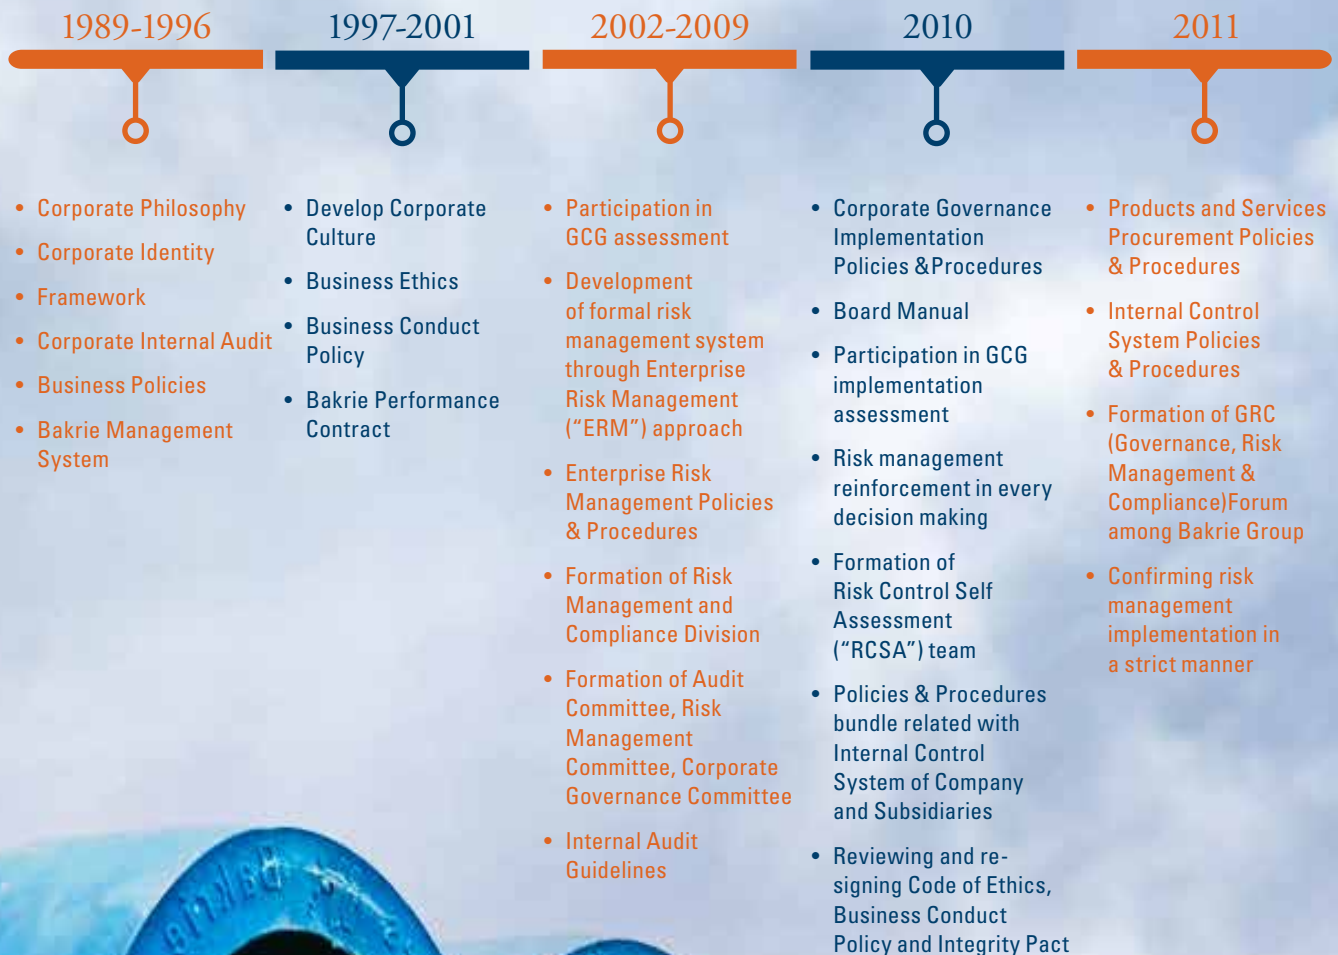 1989-1996
• Corporate Philosophy
• Corporate Identity
• Framework
• Corporate Internal Audit
• Business Policies
• Bakrie Management
System
1997-2001
• Develop Corporate
Culture
• Business Ethics
• Business Conduct
Policy
• Bakrie Performance
Contract
2002-2009
• Participation in
GCG assessment
• Development
of formal risk
management system
through Enterprise
Risk Management
(“ERM”) approach
• Enterprise Risk
Management Policies
& Procedures
• Formation of Risk
Management and
Compliance Division
• Formation of Audit
Committee, Risk
Management
Committee, Corporate
Governance Committee
• Internal Audit
Guidelines
2010
• Corporate Governance
Implementation
Policies &Procedures
• Board Manual
• Participation in GCG
implementation
assessment
• Risk management
reinforcement in every
decision making
• Formation of
Risk Control Self
Assessment
(“RCSA”) team
• Policies & Procedures
bundle related with
Internal Control
System of Company
and Subsidiaries
• Reviewing and re-
signing Code of Ethics,
Business Conduct
Policy and Integrity Pact
2011
• Products and Services
Procurement Policies
& Procedures
• Internal Control
System Policies
& Procedures
• Formation of GRC
(Governance, Risk
Management &
Compliance)Forum
among Bakrie Group
• Confirming risk
management
implementation in
a strict manner